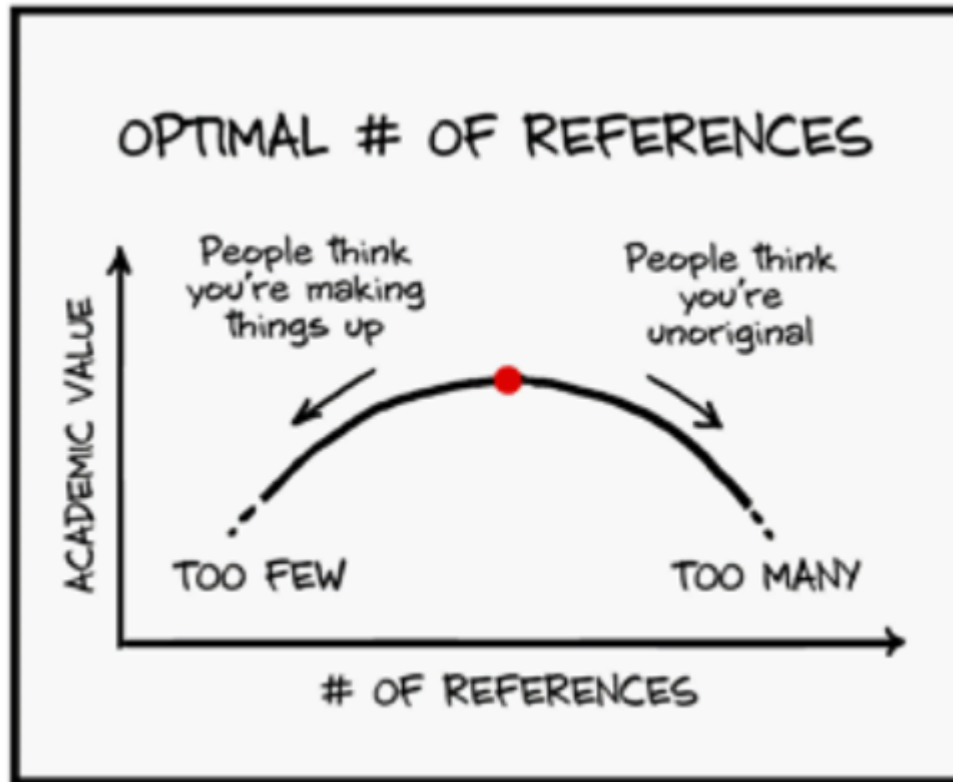 OPTIMAL # OF REFERENCES
People think
you're making
things up
People think
you're
unoriginal
ACADEMIC VALUE
TOO FEW
TOO MANY
# OF REFERENCES